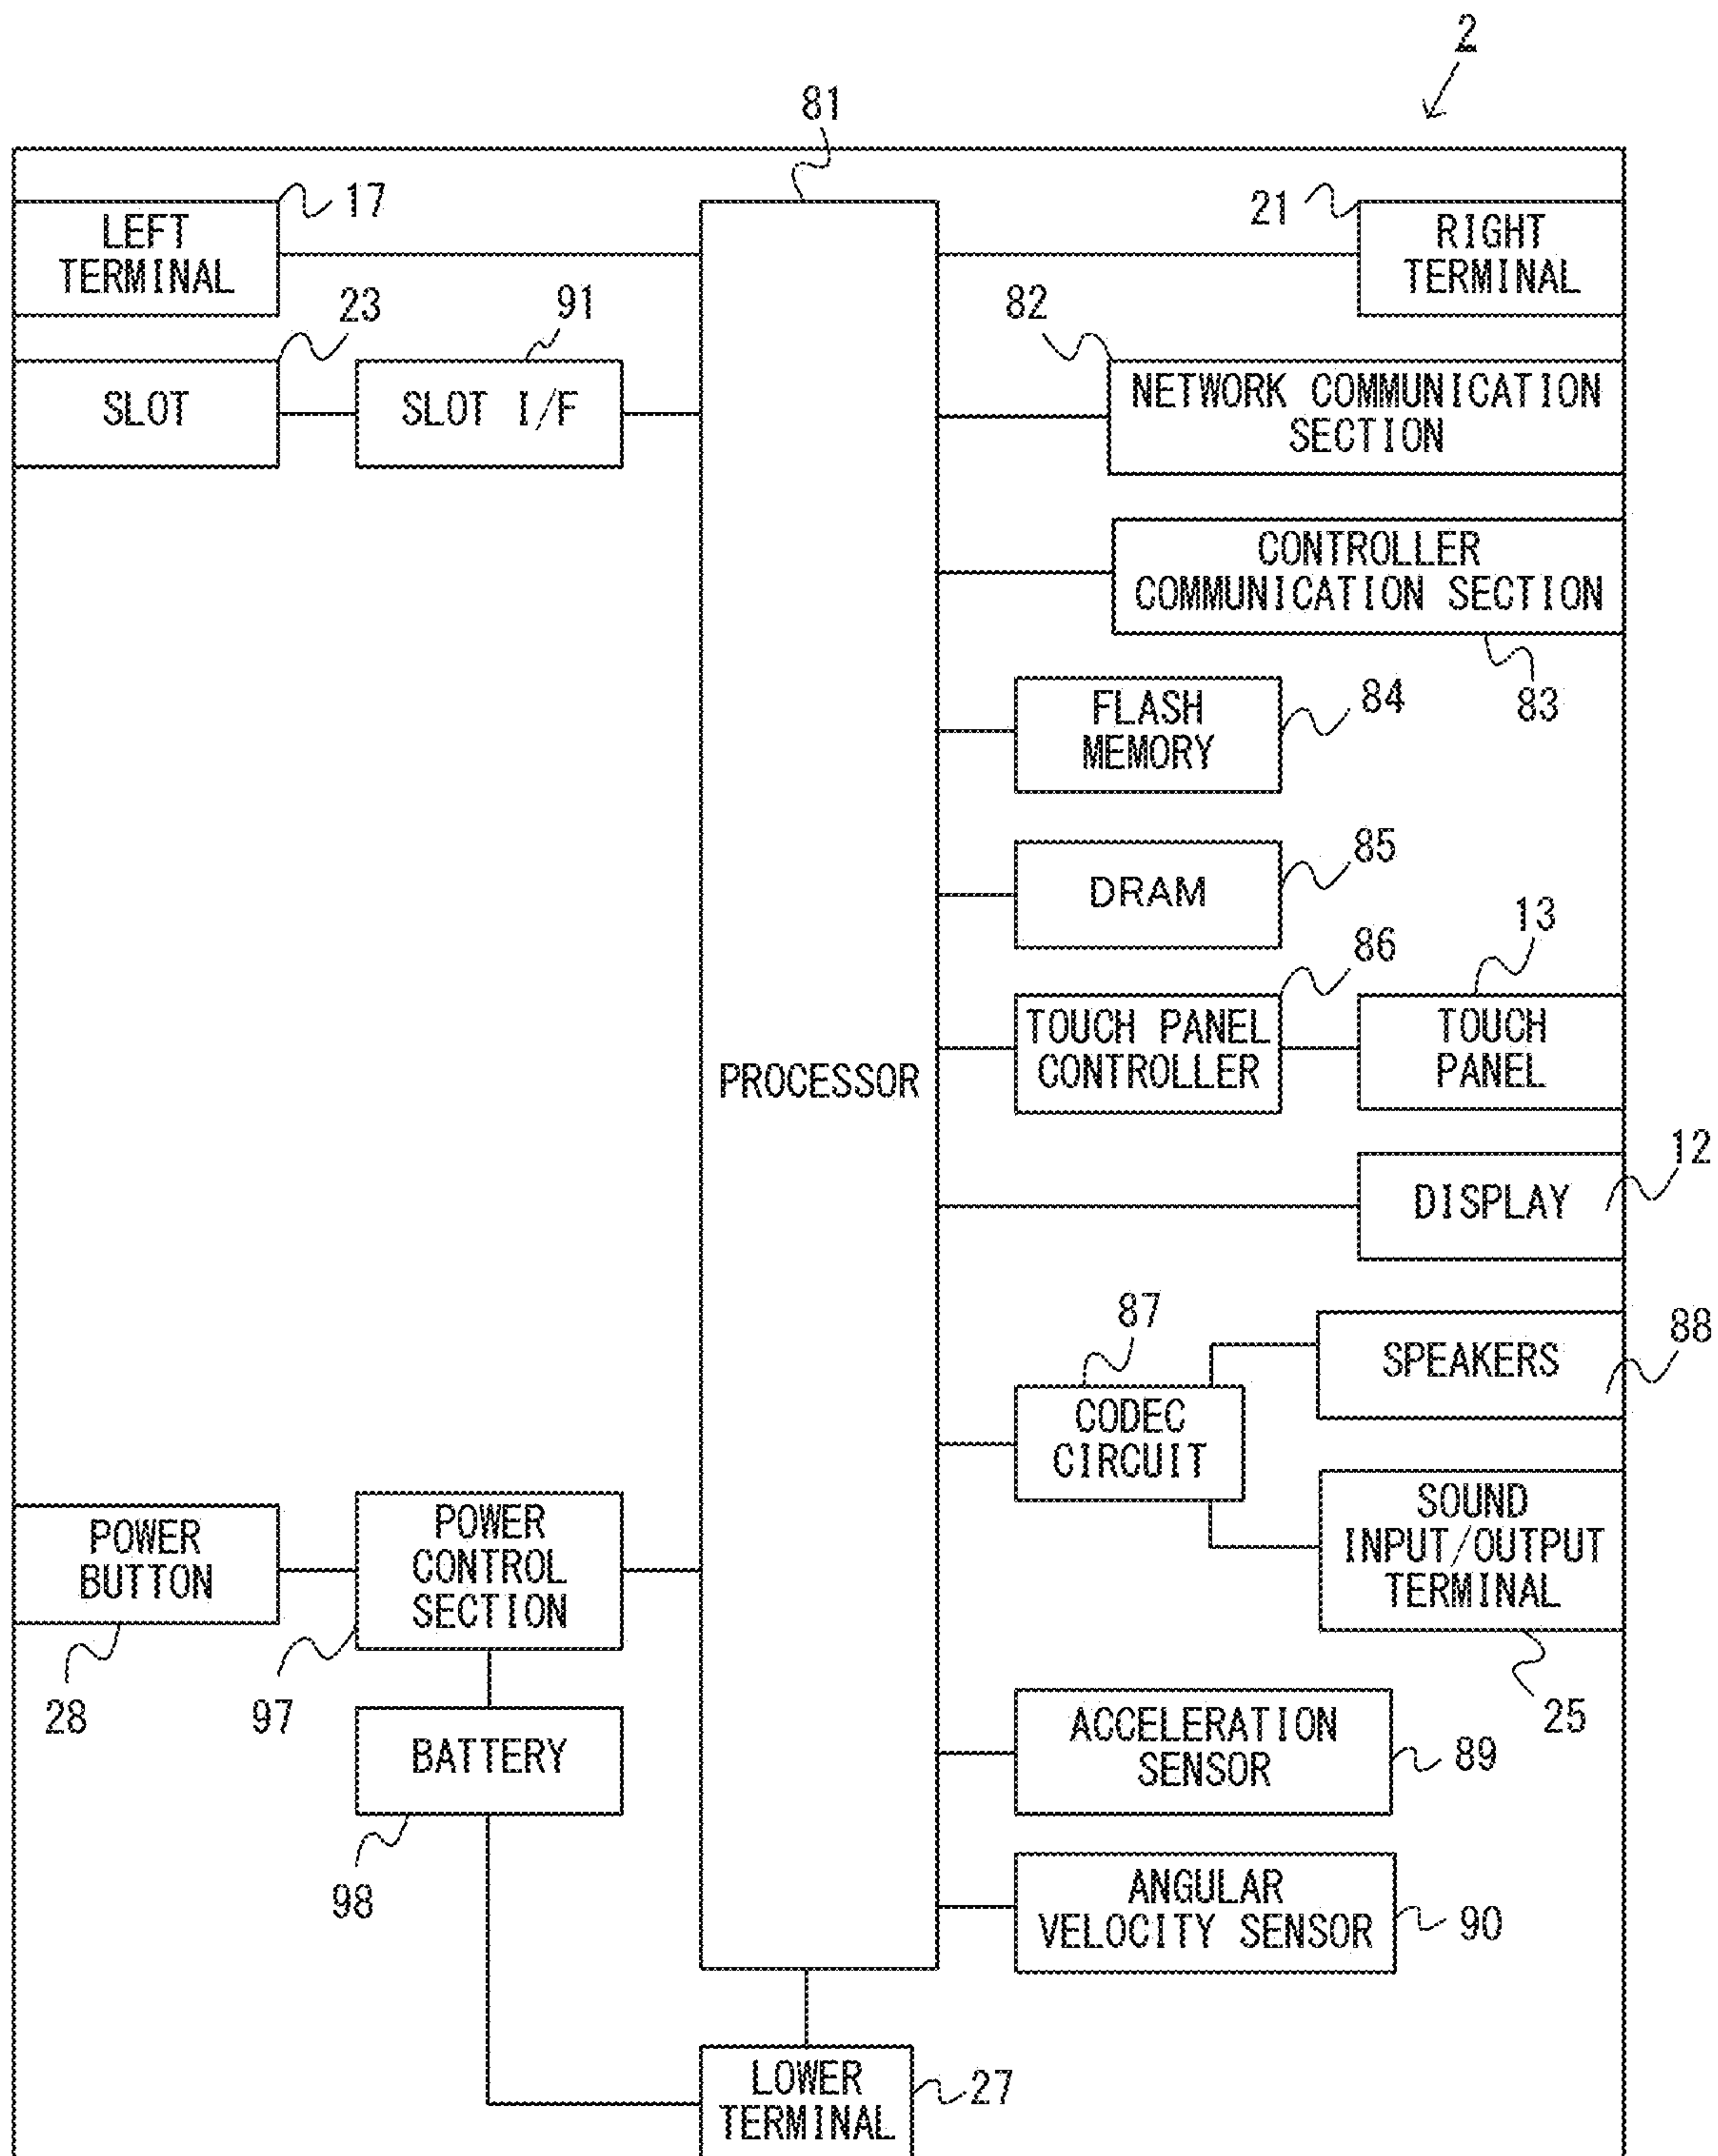 2
81
17
LEFT
TERMINAL
21
RIGHT
TERMINAL
23
SLOT
91
SLOT I/F
82
NETWORK COMMUNICATION
SECTION
CONTROLLER
COMMUNICATION SECTION
83
FLASH
MEMORY
84
DRAM
85
PROCESSOR
86
TOUCH PANEL
CONTROLLER
13
TOUCH
PANEL
12
DISPLAY
87
CODEC
CIRCUIT
88
SPEAKERS
SOUND
INPUT/OUTPUT
TERMINAL
25
POWER
BUTTON
28
POWER
CONTROL
SECTION
97
BATTERY
98
ACCELERATION
SENSOR
89
ANGULAR
VELOCITY SENSOR
90
LOWER
TERMINAL
27